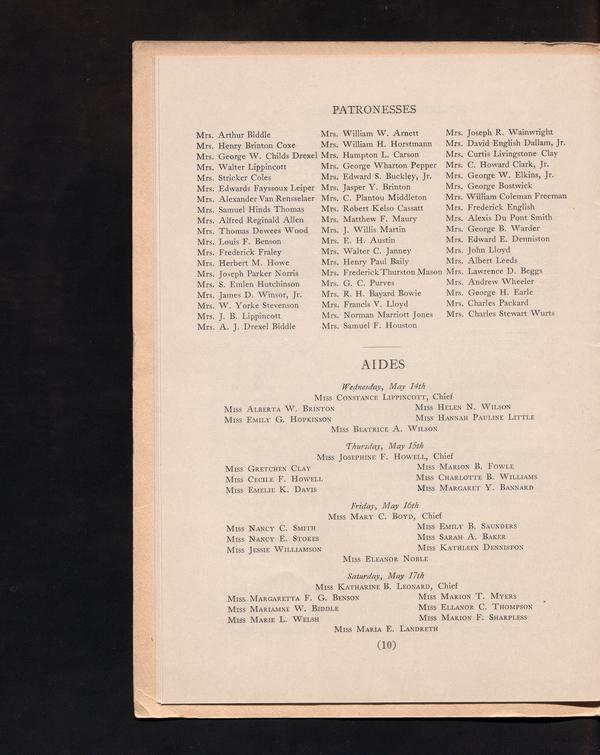 PATRONESSES
Mrs. Arthur Biddle
Mrs. Henry Brinton Coxe
Mrs. George W. Childs Drexel
Mrs. Walter Lippincott
Mrs. Stricker Coles
Mrs. Edwards Fayssoux Leiper
Mrs. Alexander Van Rensselaer
Mrs. Samuel Hinds Thomas
Mrs. Alfred Reginald Allen
Mrs. Thomas Dewees Wood
Mrs. Louis F. Benson
Mrs. Frederick Fraley
Mrs. Herbert M. Howe
Mrs. Joseph Parker Norris
Mrs. S. Emlen Hutchinson
Mrs. James D. Winsor, Jr.
Mrs. W. Yorke Stevenson
Mrs. J. B. Lippincott
Mrs. A. J. Drexel Biddle
Mrs. William W. Arnett
Mrs. William H. Horstmann
Mrs. Hampton L. Carson
Mrs. George Wharton Pepper
Mrs. Edward S. Buckley, Jr.
Mrs. Jasper Y. Brinton
Mrs. C. Plantou Middleton
Mrs. Robert Kelso Cassatt
Mrs. Matthew F. Maury
Mrs. J. Willis Martin
Mrs. E. H. Austin
Mrs. Walter C. Janney
Mrs. Henry Paul Baily
Mrs. Frederick Thurston Mason
Mrs. G. C. Purves
Mrs. R. H. Bayard Bowie
Mrs. Francis V. Lloyd
Mrs. Norman Marriott Jones
Mrs. Samuel F. Houston
Mrs. Joseph R. Wainwright
Mrs. David English Dallam, Jr.
Mrs. Curtis Livingstone Clay
Mrs. C. Howard Clark, Jr.
Mrs. George W. Elkins, Jr.
Mrs. George Bostwick
Mrs. William Coleman Freeman
Mrs. Frederick English
Mrs. Alexis Du Pont Smith
Mrs. George B. Warder
Mrs. Edward E. Denniston
Mrs. John Lloyd
Mrs. Albert Leeds
Mrs. Lawrence D. Beggs
Mrs. Andrew Wheeler
Mrs. George H. Earle
Mrs. Charles Packard
Mrs. Charles Stewart Wurts
AIDES
Wednesday, May 14th
Miss Constance Lippincott, Chief
Miss Alberta W. Brinton
Miss Helen N. Wilson
Miss Emily G. Hopkinson
Miss Hannah Pauline Little
Miss Beatrice A. Wilson
Thursday, May 15th
Miss Josephine F. Howell, Chief
Miss Gretchen Clay
Miss Marion B. Fowle
Miss Cecile F. Howell
Miss Charlotte B. Williams
Miss Emelie K. Davis
Miss Margaret Y. Bannard
Friday, May 16th
Miss Mary C. Boyd, Chief
Miss Nancy C. Smith
Miss Emily B. Saunders
Miss Nancy E. Stokes
Miss Sarah A. Baker
Miss Jessie Williamson
Miss Kathleen Denniston
Miss Eleanor Noble
Saturday, May 17th
Miss Katharine B. Leonard, Chief
Miss Margaretta F. G. Benson
Miss Marion T. Myers
Miss Mariamne W. Biddle
Miss Ellanor C. Thompson
Miss Marie L. Welsh
Miss Marion F. Sharpless
Miss Maria E. Landreth
(10)